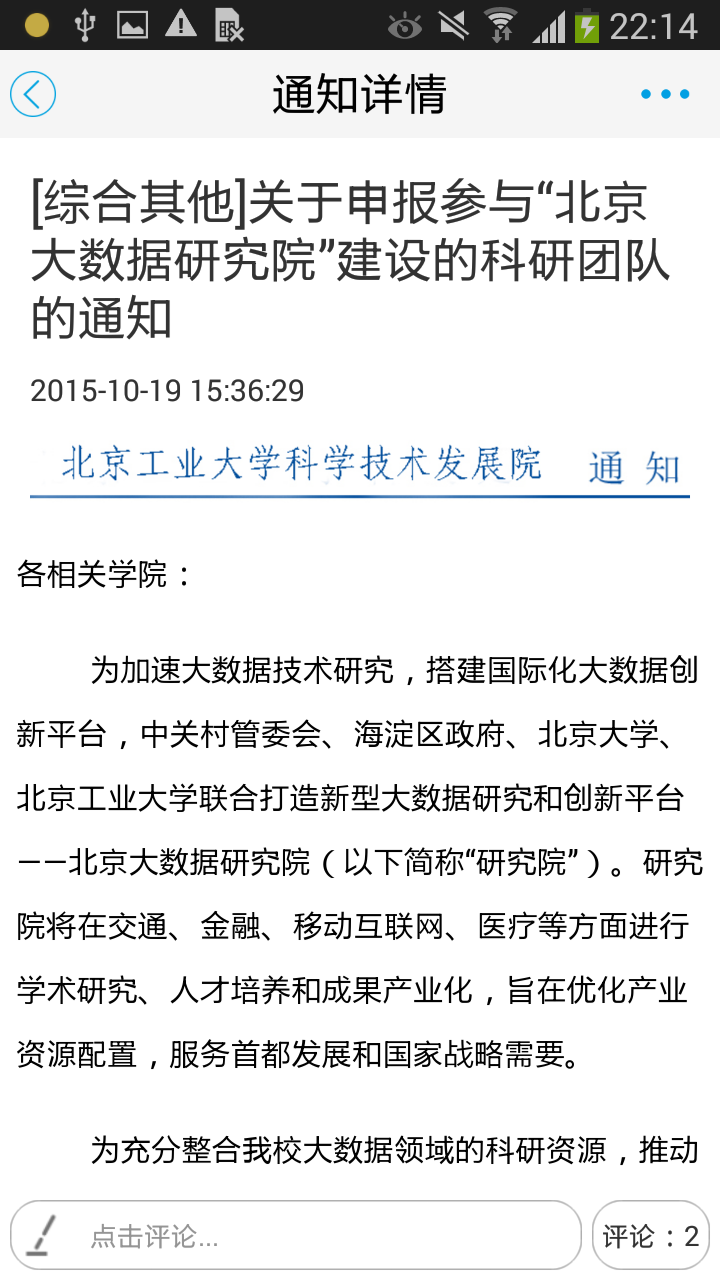 22:14
通知详情
[综合其他]关于申报参与“北京
大数据研究院”建设的科研团队
的通知
2015-10-19 15:36:29
北京工业大学科学技术发展院 通 知
各相关学院：
为加速大数据技术研究，搭建国际化大数据创
新平台，中关村管委会、海淀区政府、北京大学、
北京工业大学联合打造新型大数据研究和创新平台
——北京大数据研究院（以下简称“研究院”）。研究
院将在交通、金融、移动互联网、医疗等方面进行
学术研究、人才培养和成果产业化，旨在优化产业
资源配置，服务首都发展和国家战略需要。
为充分整合我校大数据领域的科研资源，推动
点击评论...
评论：2